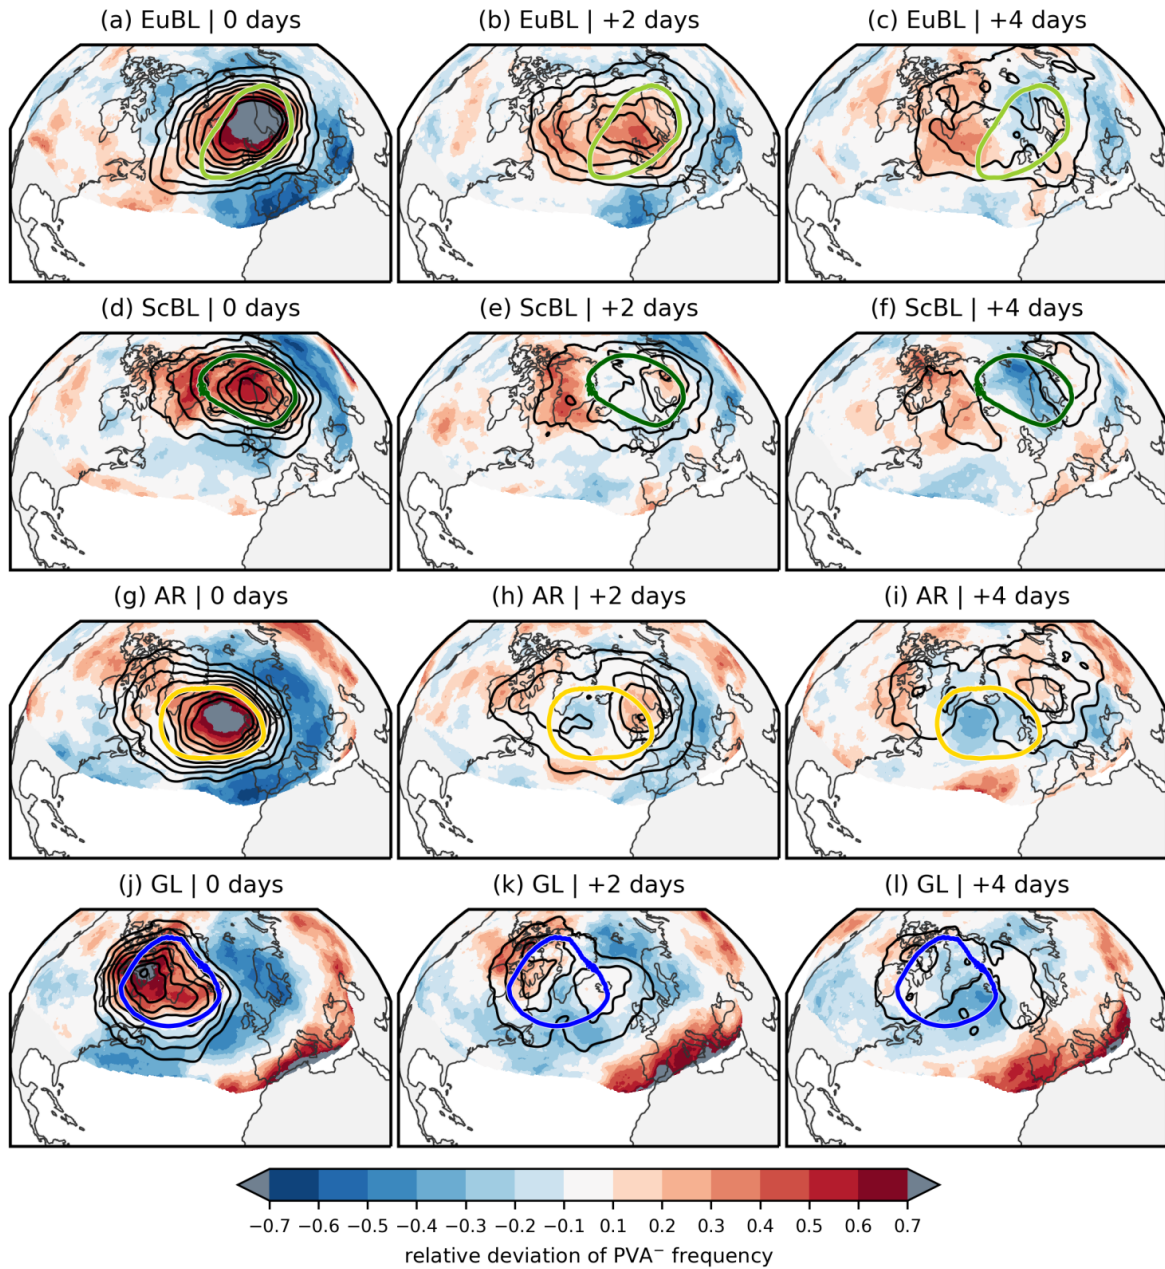 (a) EuBL | 0 days
(b) EuBL | +2 days
(c) EuBL | +4 days
(d) ScBL | 0 days
(e) ScBL | +2 days
(f) ScBL | +4 days
(g) AR | 0 days
(h) AR | +2 days
(i) AR | +4 days
(j) GL | 0 days
(k) GL | +2 days
(l) GL | +4 days
−0.7 −0.6 −0.5 −0.4 −0.3 −0.2 −0.1 0.1 0.2 0.3 0.4 0.5 0.6 0.7
relative deviation of PVA⁻ frequency